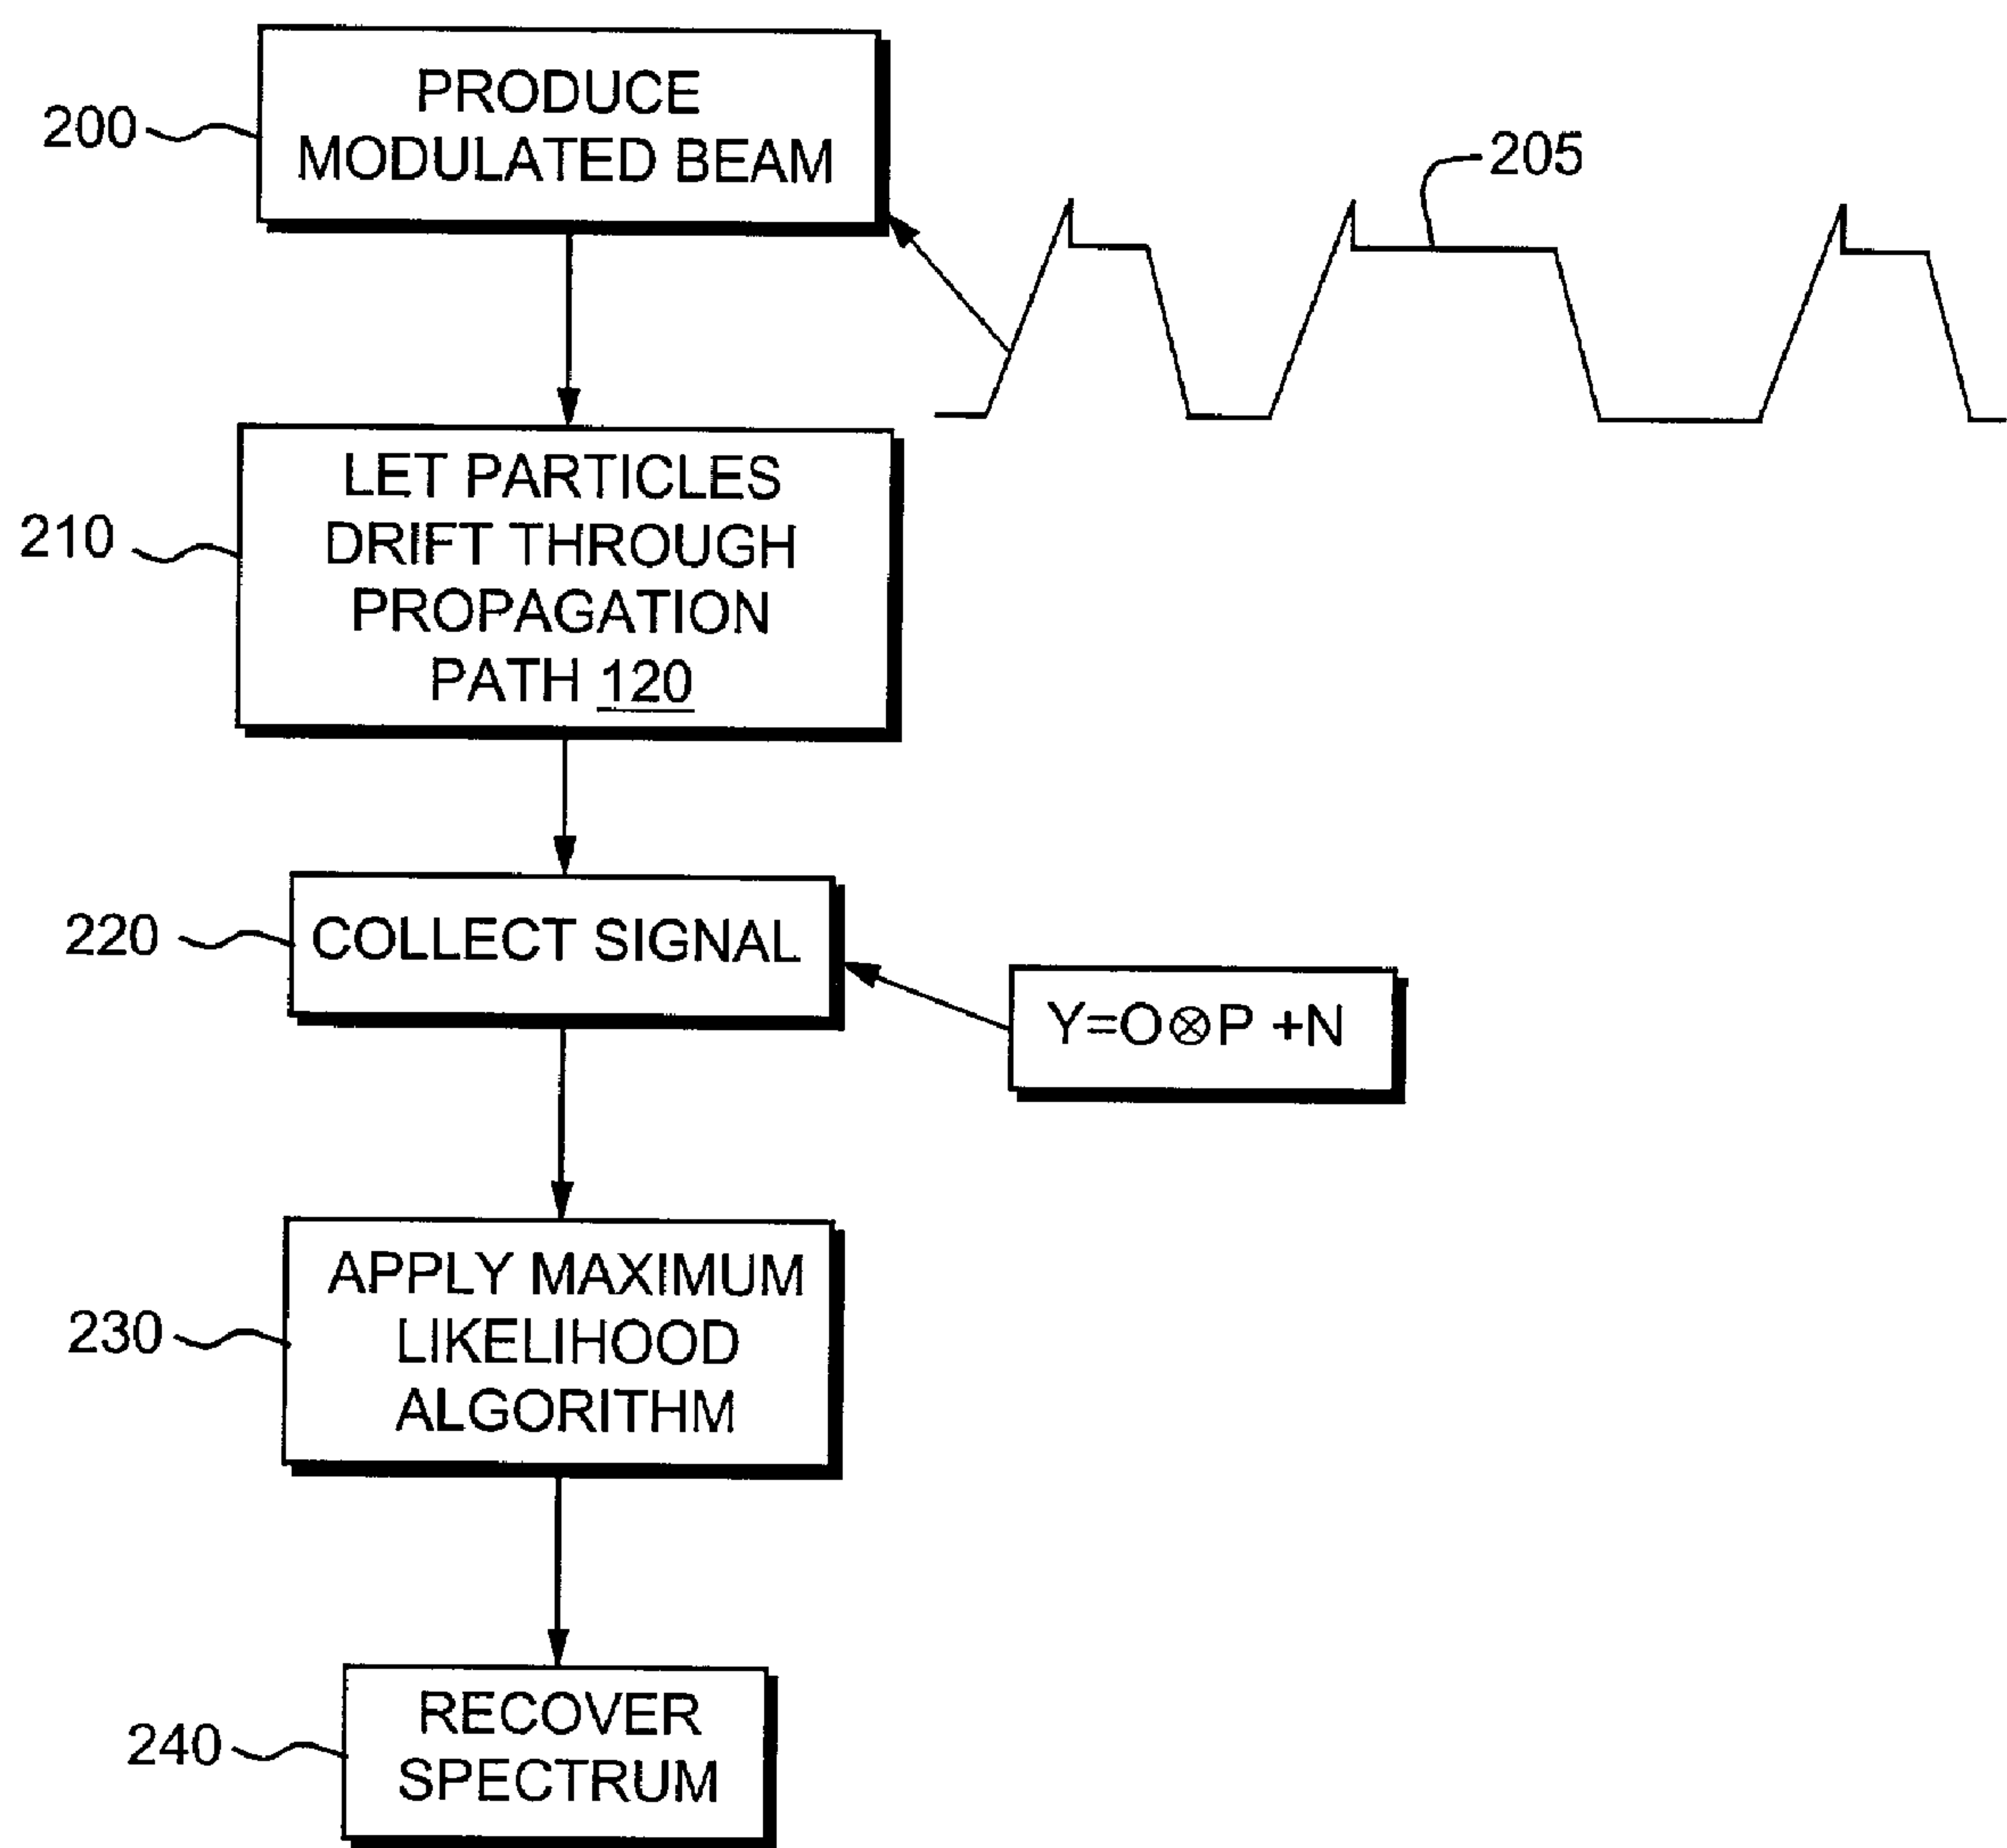 200
PRODUCE
MODULATED BEAM
205
210
LET PARTICLES
DRIFT THROUGH
PROPAGATION
PATH 120
220
COLLECT SIGNAL
Y=O⊗P +N
230
APPLY MAXIMUM
LIKELIHOOD
ALGORITHM
240
RECOVER
SPECTRUM